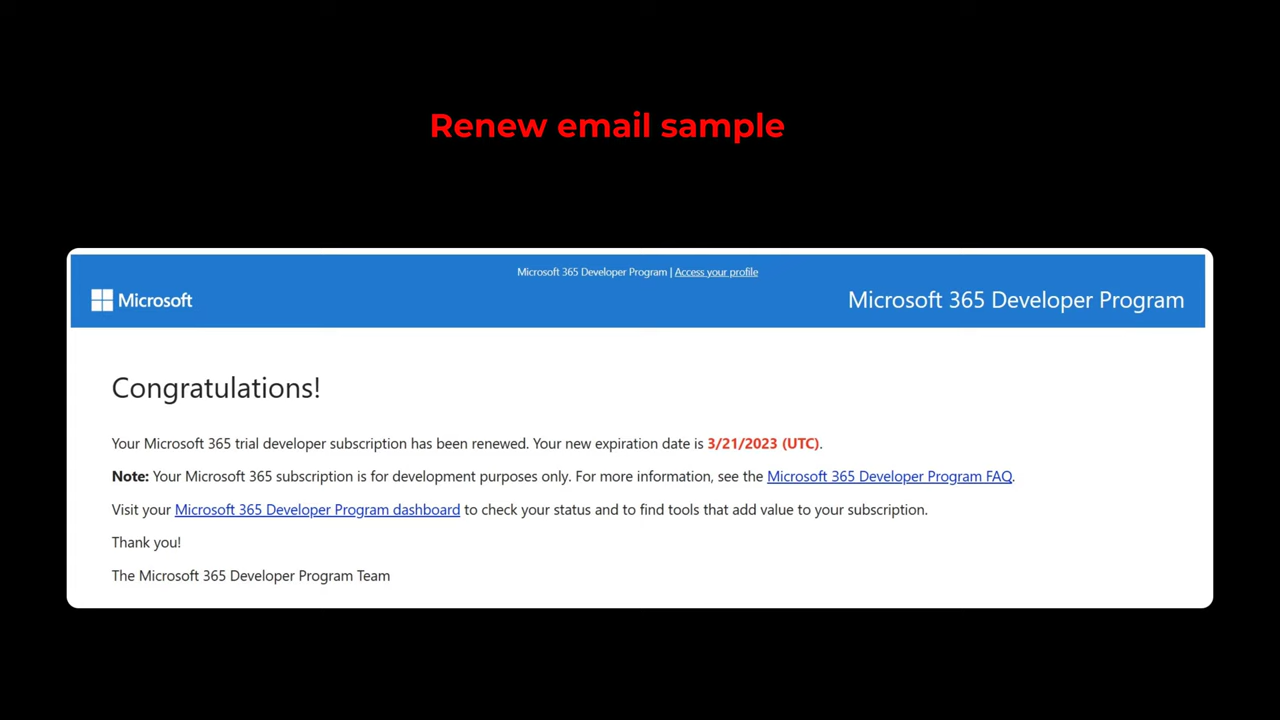 Renew email sample
Microsoft 365 Developer Program | Access your profile
Microsoft
Microsoft 365 Developer Program
Congratulations!
Your Microsoft 365 trial developer subscription has been renewed. Your new expiration date is 3/21/2023 (UTC).
Note: Your Microsoft 365 subscription is for development purposes only. For more information, see the Microsoft 365 Developer Program FAQ.
Visit your Microsoft 365 Developer Program dashboard to check your status and to find tools that add value to your subscription.
Thank you!
The Microsoft 365 Developer Program Team